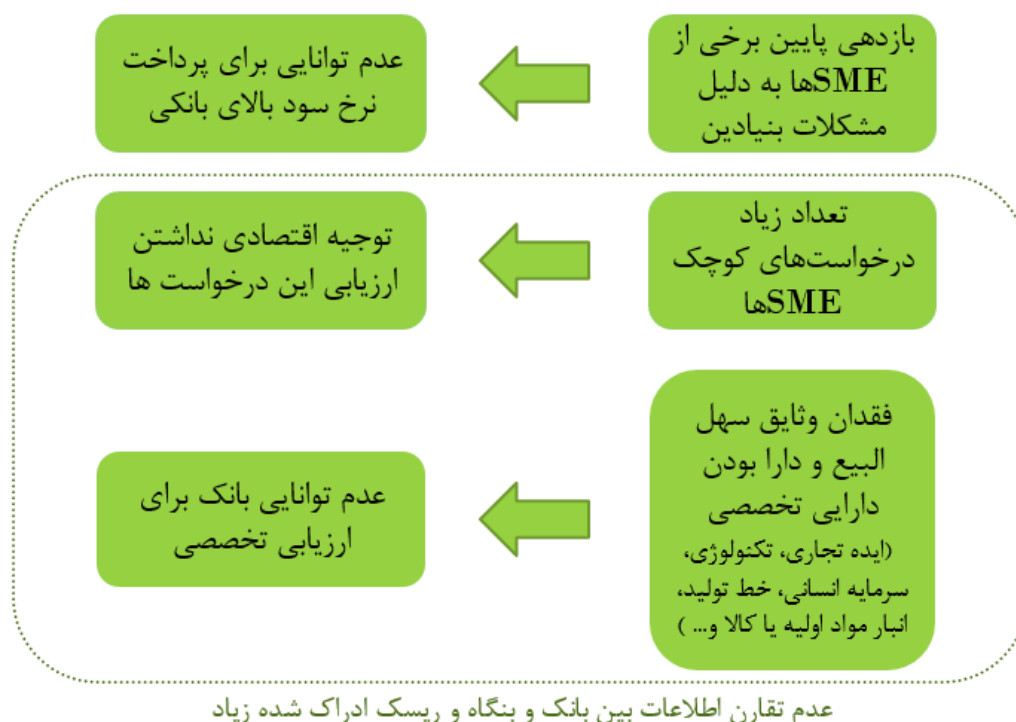 بازدهی پایین برخی از
SMEها به دلیل
مشکلات بنیادین
عدم توانایی برای پرداخت
نرخ سود بالای بانکی
تعداد زیاد
درخواست‌های کوچک
SMEها
توجیه اقتصادی نداشتن
ارزیابی این درخواست ها
فقدان وثایق سهل
البیع و دارا بودن
دارایی تخصصی
(ایده تجاری، تکنولوژی،
سرمایه انسانی، خط تولید،
انبار مواد اولیه یا کالا و... )
عدم توانایی بانک برای
ارزیابی تخصصی
عدم تقارن اطلاعات بین بانک و بنگاه و ریسک ادراک شده زیاد